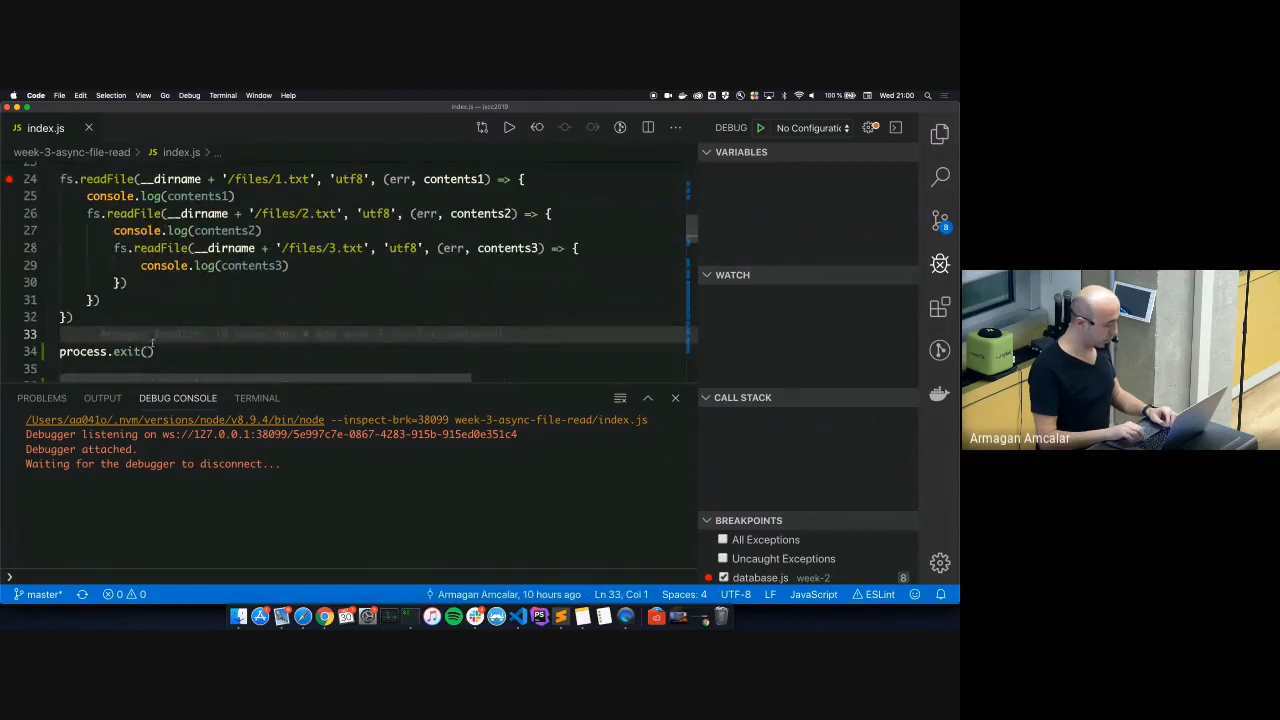 Code File Edit Selection View Go Debug Terminal Window Help
100 % Wed 21:00
index.js — jscc2019
JS index.js
DEBUG No Configuratic
week-3-async-file-read > JS index.js > ...
VARIABLES
24 fs.readFile(__dirname + '/files/1.txt', 'utf8', (err, contents1) => {
25 console.log(contents1)
26 fs.readFile(__dirname + '/files/2.txt', 'utf8', (err, contents2) => {
27 console.log(contents2)
28 fs.readFile(__dirname + '/files/3.txt', 'utf8', (err, contents3) => {
29 console.log(contents3)
30 })
31 })
32 })
33
34 process.exit()
35
WATCH
PROBLEMS OUTPUT DEBUG CONSOLE TERMINAL
CALL STACK
/Users/aa041o/.nvm/versions/node/v8.9.4/bin/node --inspect-brk=38099 week-3-async-file-read/index.js
Debugger listening on ws://127.0.0.1:38099/5e997c7e-0867-4283-915b-915ed0e351c4
Debugger attached.
Waiting for the debugger to disconnect...
BREAKPOINTS
All Exceptions
Uncaught Exceptions
database.js week-2 8
8
master* 0 0 Armagan Amcalar, 10 hours ago Ln 33, Col 1 Spaces: 4 UTF-8 LF JavaScript ESLint
30
PS
Armagan Amcalar